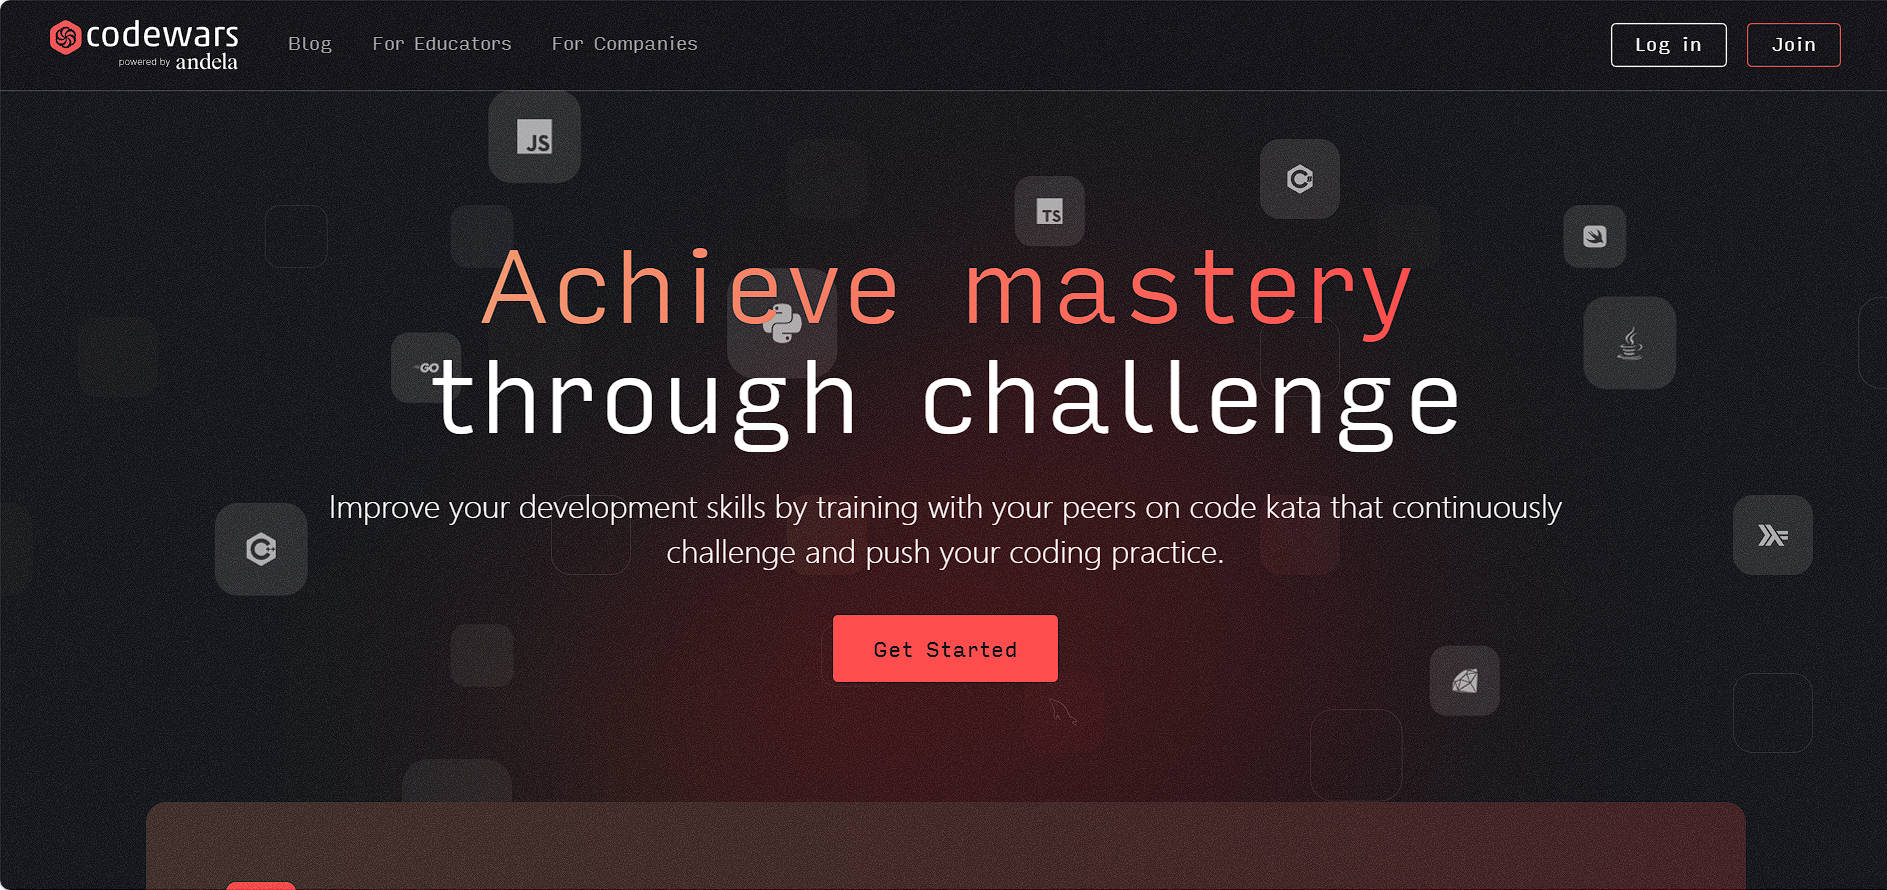 codewars
powered by andela
Blog
For Educators
For Companies
Log in
Join
JS
TS
C#
GO
C++
Achieve mastery
through challenge
Improve your development skills by training with your peers on code kata that continuously
challenge and push your coding practice.
Get Started